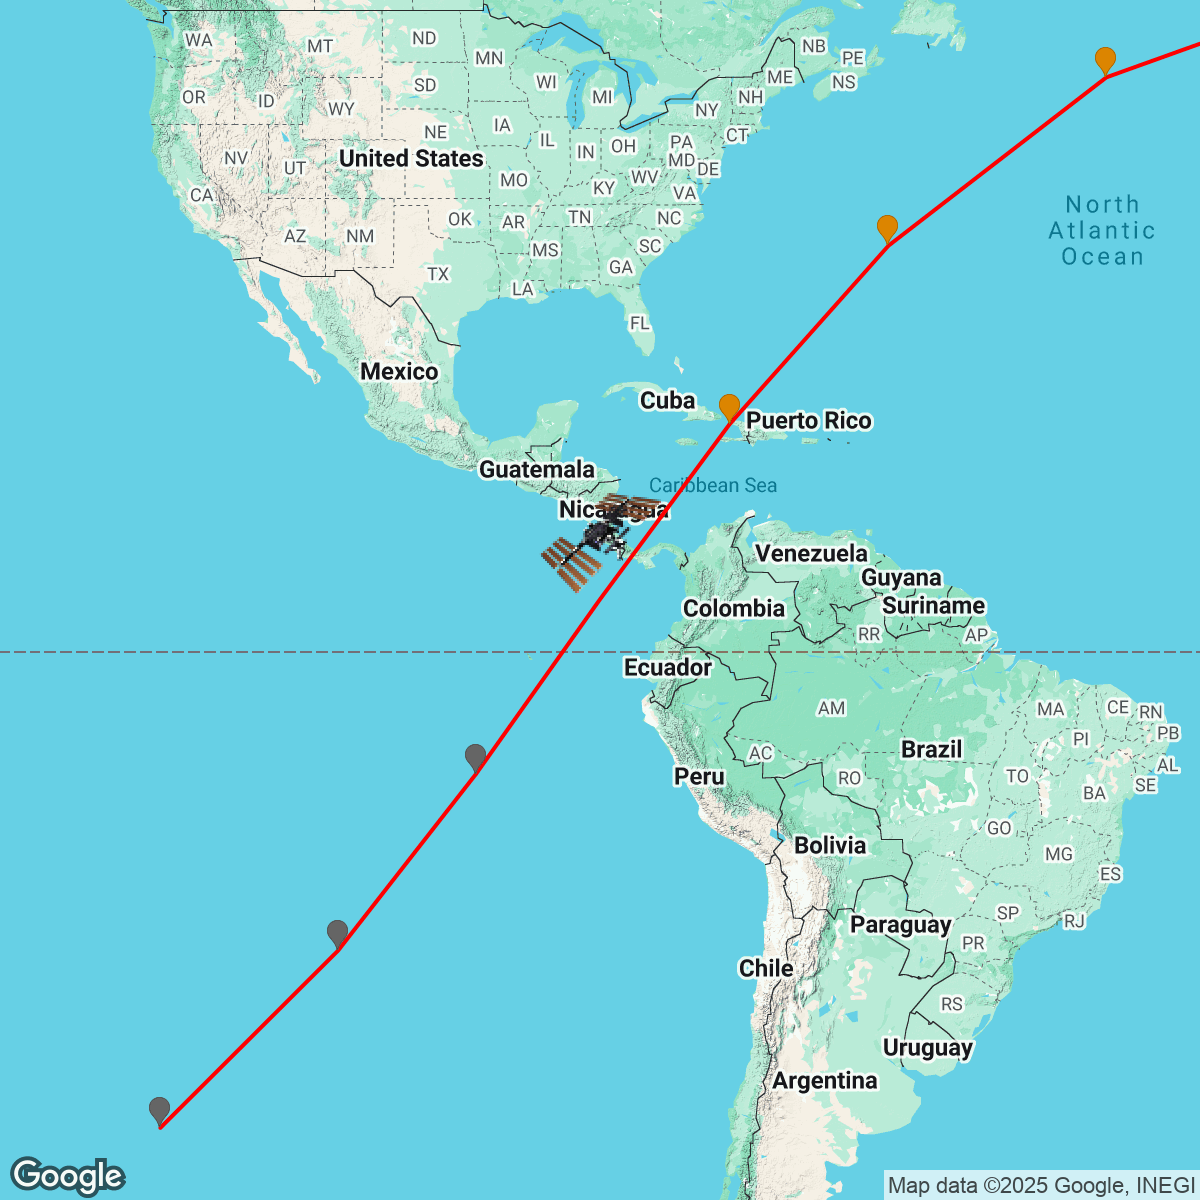 WA
MT
ND
MN
NB
PE
OR
ID
WY
SD
WI
MI
ME
NS
NH
NY
NE
IA
IL
IN
OH
PA
CT
NV
UT
United States
MO
KY
WV
MD
DE
VA
CA
AZ
NM
OK
AR
TN
NC
MS
SC
TX
LA
GA
FL
North
Atlantic
Ocean
Mexico
Cuba
Puerto Rico
Guatemala
Caribbean Sea
Nicaragua
Venezuela
Guyana
Colombia
Suriname
RR
AP
Ecuador
AM
MA
CE
RN
PB
PI
AC
Brazil
Peru
RO
TO
AL
SE
BA
GO
Bolivia
MG
ES
SP
RJ
Paraguay
PR
Chile
RS
Uruguay
Argentina
Google
Map data ©2025 Google, INEGI